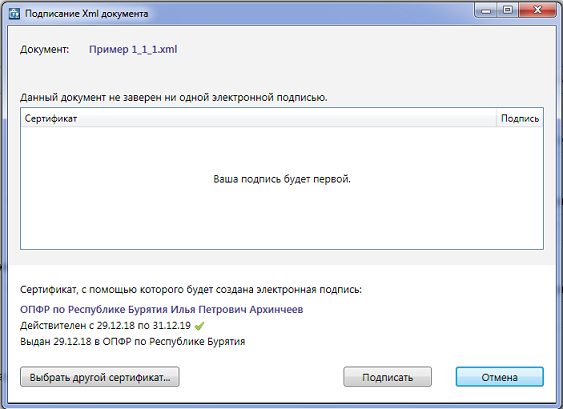 Подписание Xml документа
Документ: Пример 1_1_1.xml
Данный документ не заверен ни одной электронной подписью.
Сертификат Подпись
Ваша подпись будет первой.
Сертификат, с помощью которого будет создана электронная подпись:
ОПФР по Республике Бурятия Илья Петрович Архинчеев
Действителен с 29.12.18 по 31.12.19
Выдан 29.12.18 в ОПФР по Республике Бурятия
Выбрать другой сертификат... Подписать Отмена